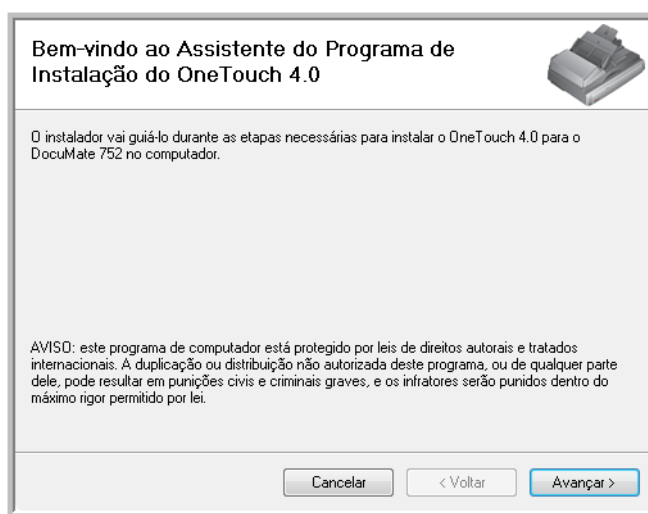 Bem-vindo ao Assistente do Programa de
Instalação do OneTouch 4.0
O instalador vai guiá-lo durante as etapas necessárias para instalar o OneTouch 4.0 para o
DocuMate 752 no computador.
AVISO: este programa de computador está protegido por leis de direitos autorais e tratados
internacionais. A duplicação ou distribuição não autorizada deste programa, ou de qualquer parte
dele, pode resultar em punições civis e criminais graves, e os infratores serão punidos dentro do
máximo rigor permitido por lei.
Cancelar < Voltar Avançar >